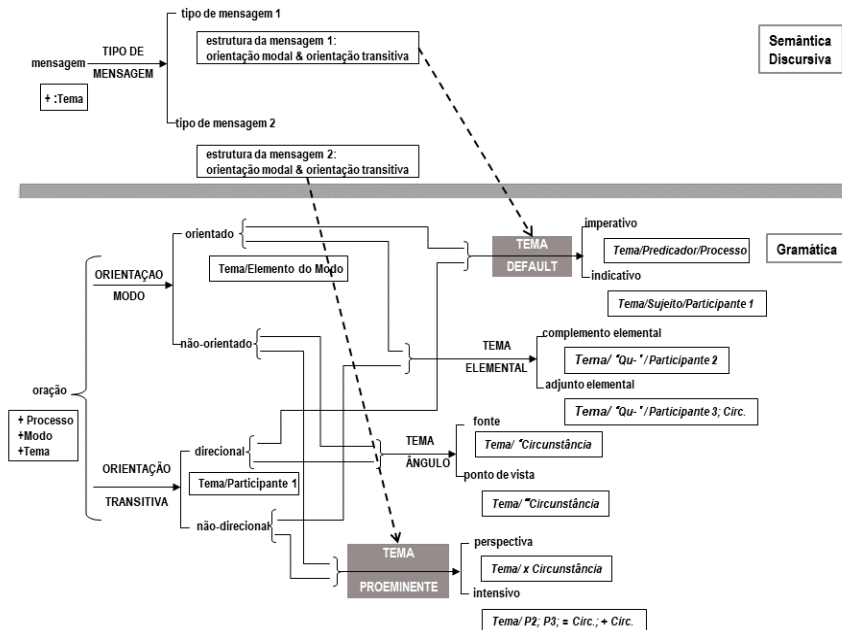 tipo de mensagem 1
estrutura da mensagem 1:
orientação modal & orientação transitiva
Semântica
Discursiva
mensagem
TIPO DE
MENSAGEM
+ :Tema
tipo de mensagem 2
estrutura da mensagem 2:
orientação modal & orientação transitiva
Gramática
oração
+ Processo
+Modo
+Tema
ORIENTAÇAO
MODO
orientado
Tema/Elemento do Modo
não-orientado
ORIENTAÇÃO
TRANSITIVA
direcional
Tema/Participante 1
não-direcional
TEMA
DEFAULT
imperativo
Tema/Predicador/Processo
indicativo
Tema/Sujeito/Participante 1
TEMA
ELEMENTAL
complemento elemental
Tema/ "Qu-"/Participante 2
adjunto elemental
Tema/ "Qu-"/Participante 3; Circ.
TEMA
ÂNGULO
fonte
Tema/ "Circunstância
ponto de vista
Tema/ "Circunstância
TEMA
PROEMINENTE
perspectiva
Tema/ x Circunstância
intensivo
Tema/ P2; P3; = Circ.; + Circ.